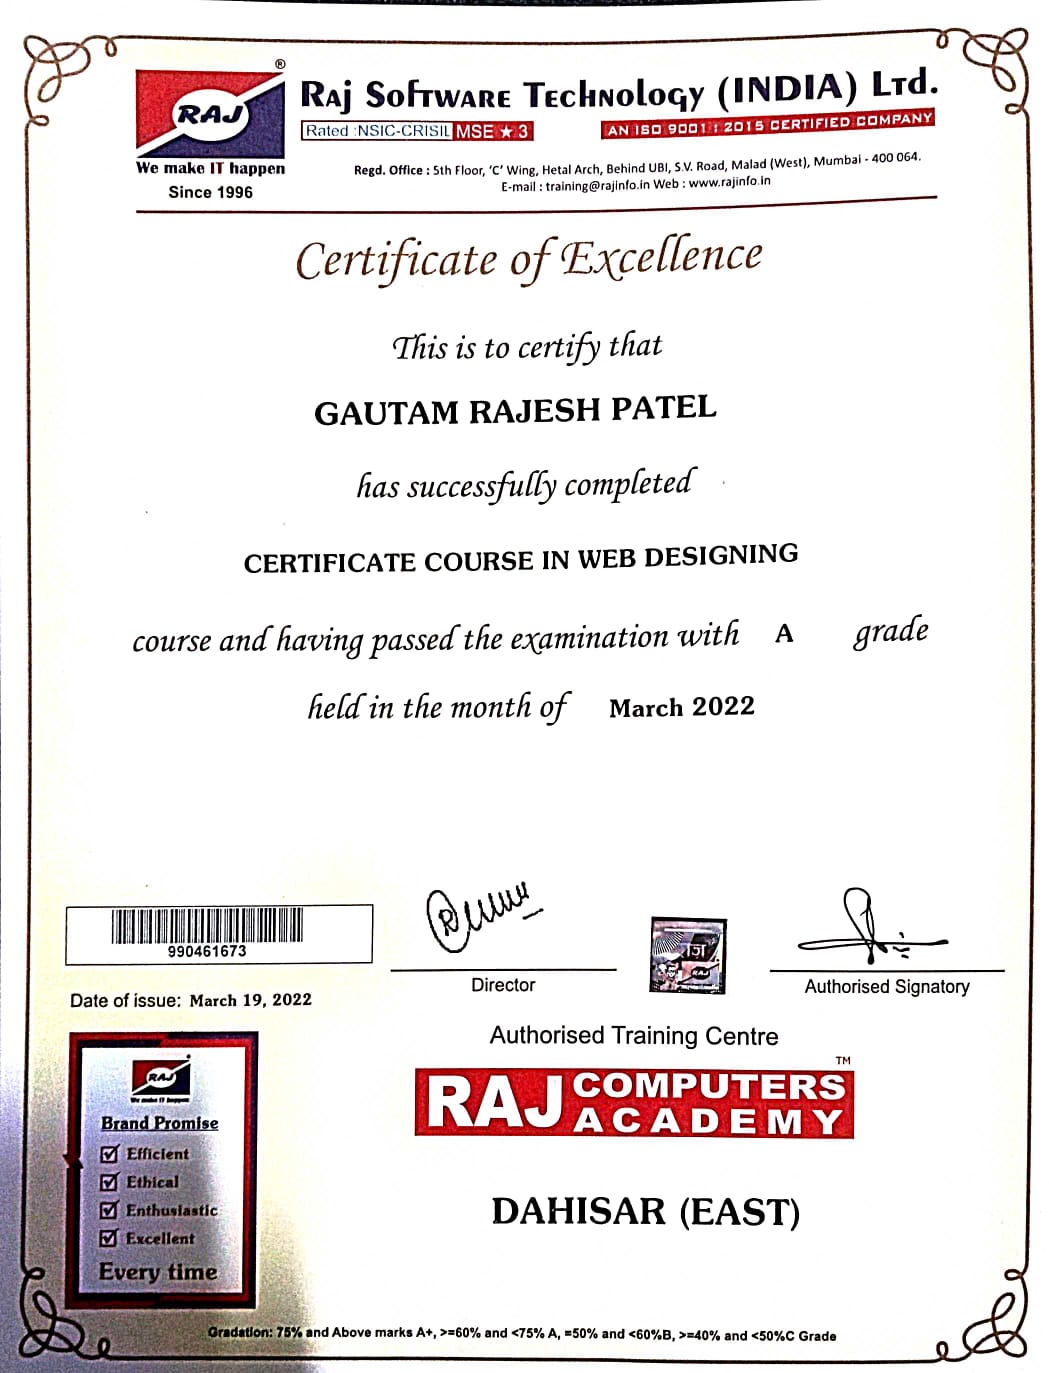 RAJ
®
We make IT happen
Since 1996
Raj Software Technology (INDIA) Ltd.
Rated :NSIC-CRISIL MSE ★ 3
AN ISO 9001 : 2015 CERTIFIED COMPANY
Regd. Office : 5th Floor, 'C' Wing, Hetal Arch, Behind UBI, S.V. Road, Malad (West), Mumbai - 400 064.
E-mail : training@rajinfo.in Web : www.rajinfo.in
Certificate of Excellence
This is to certify that
GAUTAM RAJESH PATEL
has successfully completed
CERTIFICATE COURSE IN WEB DESIGNING
course and having passed the examination with A grade
held in the month of March 2022
990461673
Date of issue: March 19, 2022
Director
Authorised Signatory
Authorised Training Centre
RAJ COMPUTERS ACADEMY TM
DAHISAR (EAST)
RAJ
We make IT happen
Brand Promise
☑ Efficient
☑ Ethical
☑ Enthusiastic
☑ Excellent
Every time
Gradation: 75% and Above marks A+, >=60% and <75% A, =50% and <60%B, >=40% and <50%C Grade